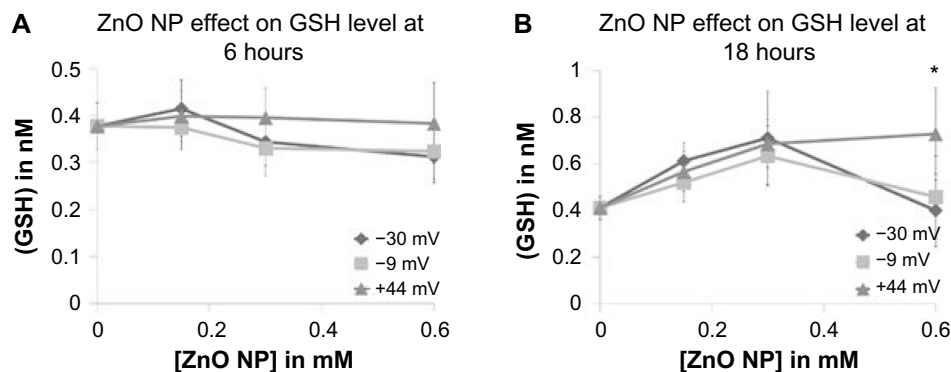 A
ZnO NP effect on GSH level at
6 hours
0.5
0.4
0.3
0.2
0.1
0
(GSH) in nM
−30 mV
−9 mV
+44 mV
0
0.2
0.4
0.6
[ZnO NP] in mM
B
ZnO NP effect on GSH level at
18 hours
*
1
0.8
0.6
0.4
0.2
0
(GSH) in nM
−30 mV
−9 mV
+44 mV
0
0.2
0.4
0.6
[ZnO NP] in mM